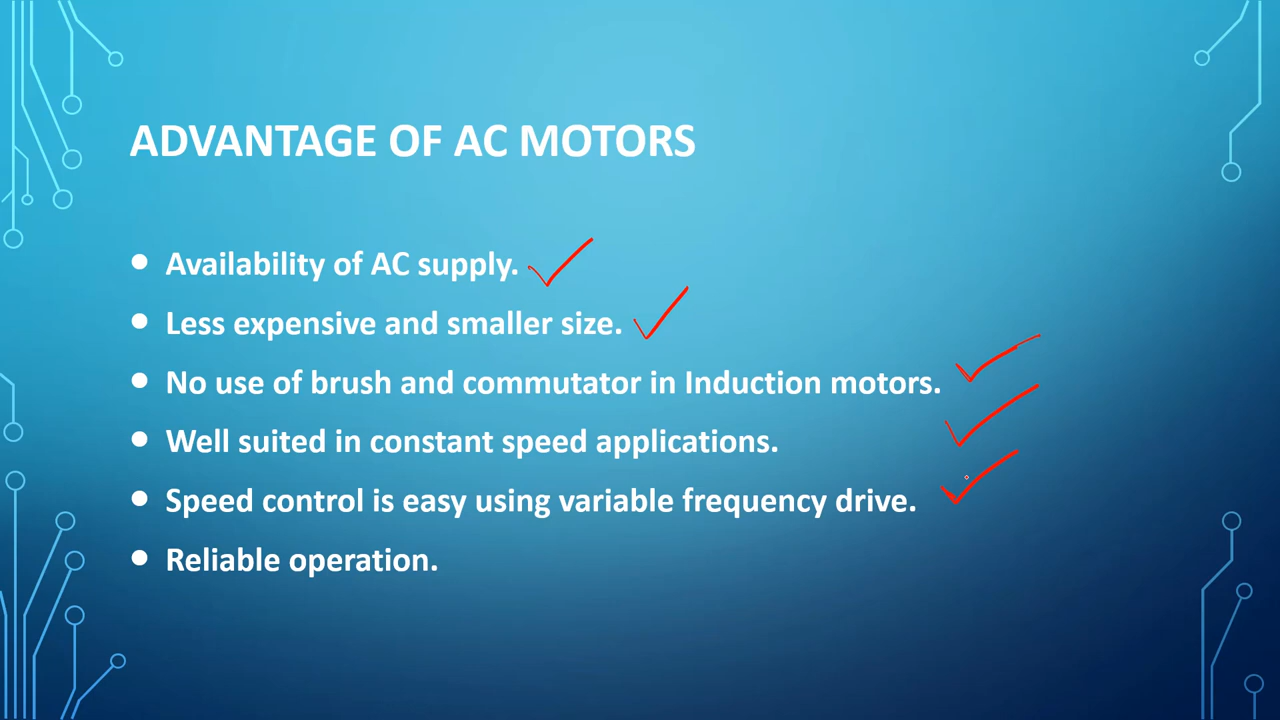 ADVANTAGE OF AC MOTORS
Availability of AC supply.
Less expensive and smaller size.
No use of brush and commutator in Induction motors.
Well suited in constant speed applications.
Speed control is easy using variable frequency drive.
Reliable operation.